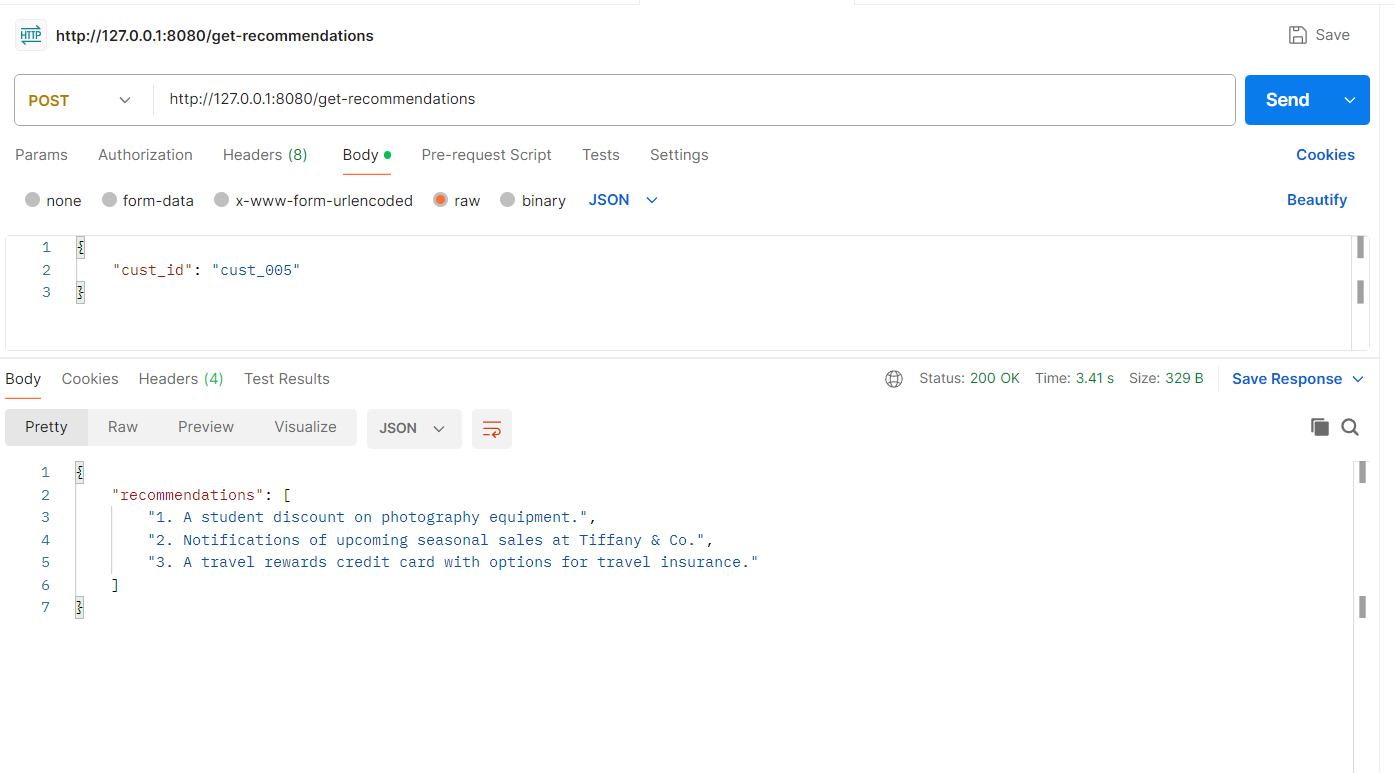 HTTP http://127.0.0.1:8080/get-recommendations Save
POST http://127.0.0.1:8080/get-recommendations Send
Params Authorization Headers (8) Body Pre-request Script Tests Settings Cookies
none form-data x-www-form-urlencoded raw binary JSON Beautify
1 {
2 "cust_id": "cust_005"
3 }
Body Cookies Headers (4) Test Results Status: 200 OK Time: 3.41 s Size: 329 B Save Response
Pretty Raw Preview Visualize JSON
1 {
2 "recommendations": [
3 "1. A student discount on photography equipment.",
4 "2. Notifications of upcoming seasonal sales at Tiffany & Co.",
5 "3. A travel rewards credit card with options for travel insurance."
6 ]
7 }